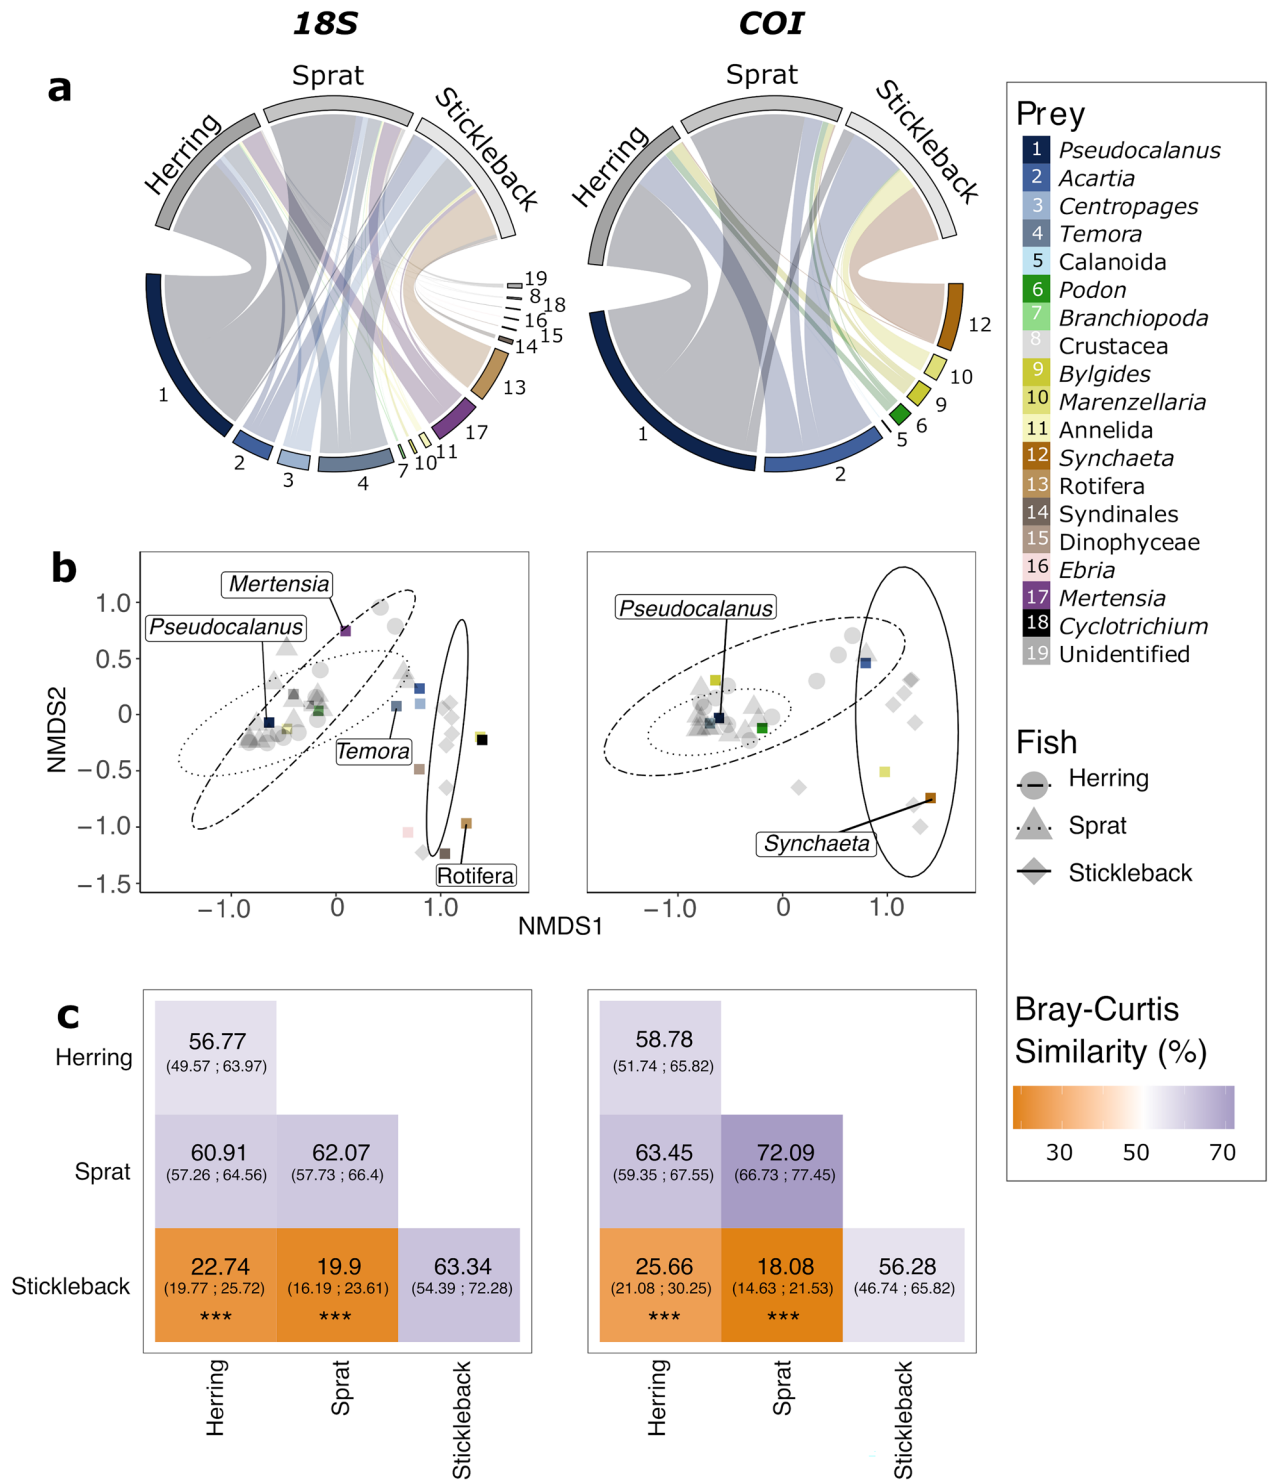 18S
COI
a
Herring
Sprat
Stickleback
19
8
18
16
15
14
13
17
11
10
7
4
3
2
1
Herring
Sprat
Stickleback
12
10
9
6
5
2
1
Prey
1 Pseudocalanus
2 Acartia
3 Centropages
4 Temora
5 Calanoida
6 Podon
7 Branchiopoda
8 Crustacea
9 Bylgides
10 Marenzellaria
11 Annelida
12 Synchaeta
13 Rotifera
14 Syndinales
15 Dinophyceae
16 Ebria
17 Mertensia
18 Cyclotrichium
19 Unidentified
b
NMDS2
1.0
0.5
0
−0.5
−1.0
−1.5
Mertensia
Pseudocalanus
Temora
Rotifera
−1.0 0 1.0
Pseudocalanus
Synchaeta
−1.0 0 1.0
NMDS1
Fish
Herring
Sprat
Stickleback
c
Herring
56.77
(49.57 ; 63.97)
Sprat
60.91
(57.26 ; 64.56)
62.07
(57.73 ; 66.4)
Stickleback
22.74
(19.77 ; 25.72)
***
19.9
(16.19 ; 23.61)
***
63.34
(54.39 ; 72.28)
Herring
Sprat
Stickleback
58.78
(51.74 ; 65.82)
63.45
(59.35 ; 67.55)
72.09
(66.73 ; 77.45)
25.66
(21.08 ; 30.25)
***
18.08
(14.63 ; 21.53)
***
56.28
(46.74 ; 65.82)
Herring
Sprat
Stickleback
Bray-Curtis
Similarity (%)
30 50 70